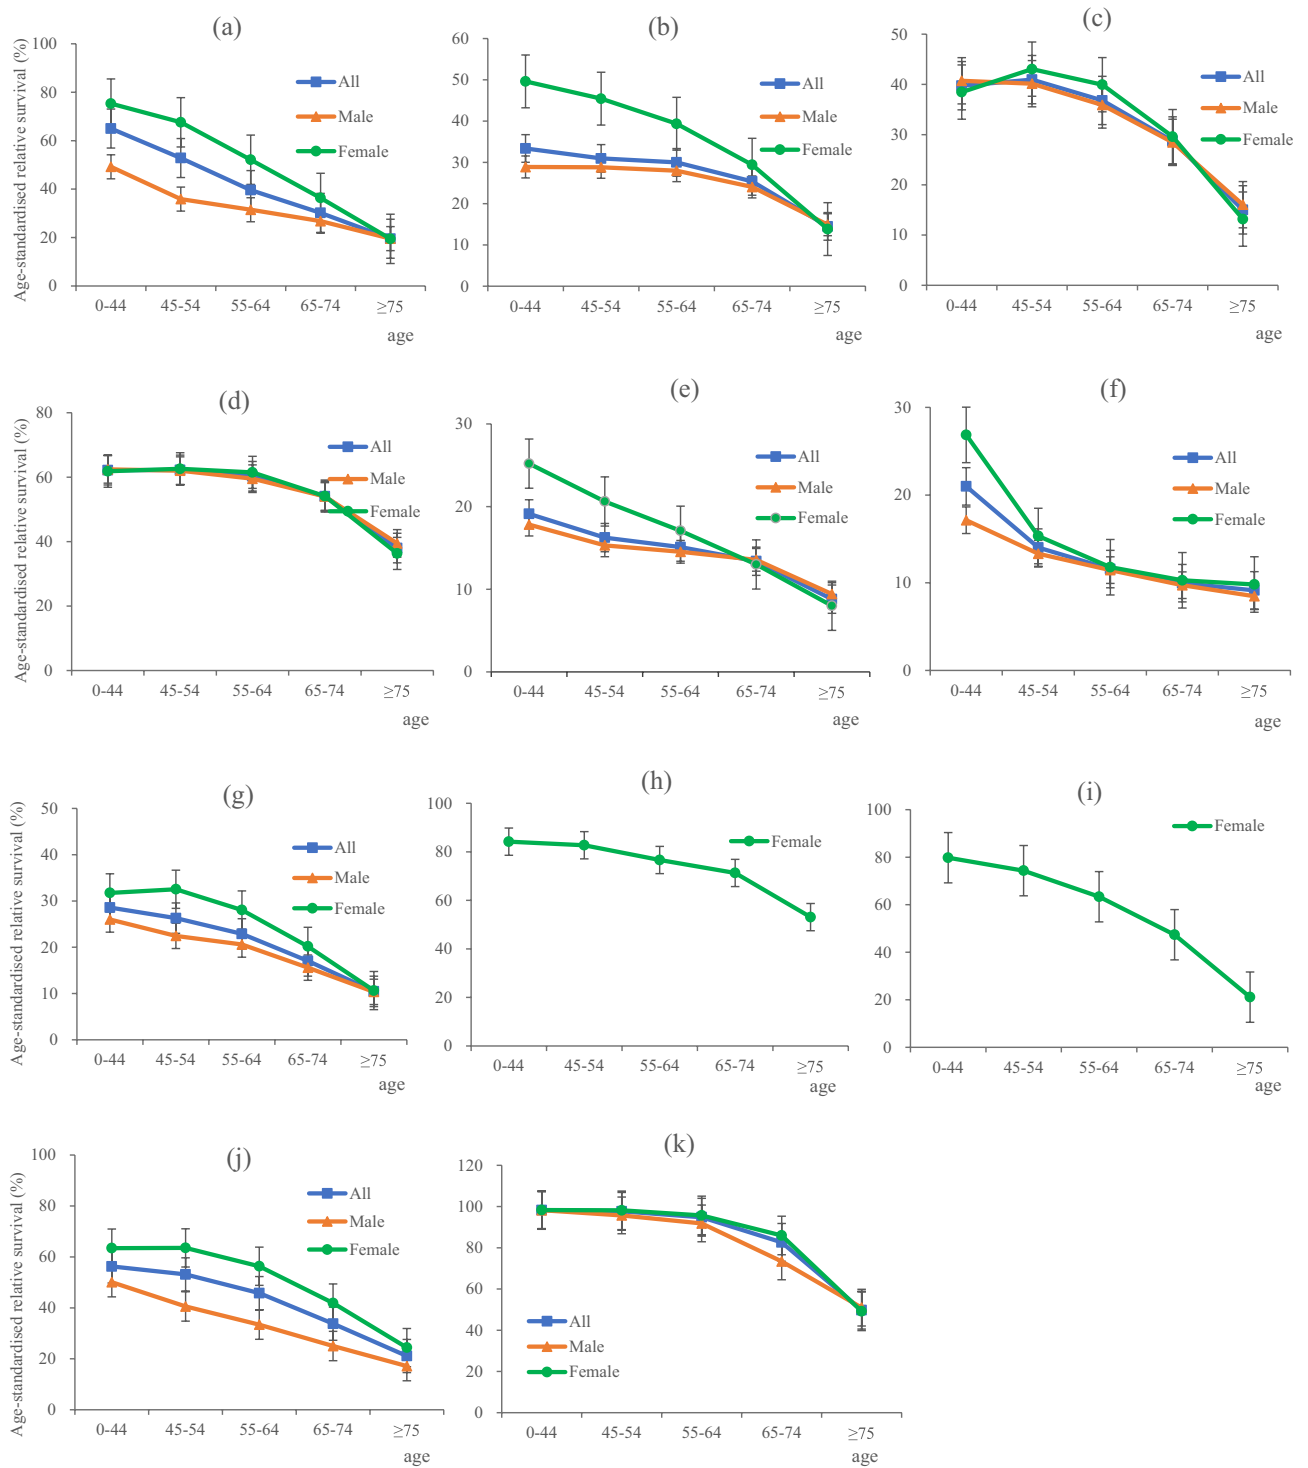 (a)
Age-standardised relative survival (%)
100
80
60
40
20
0
All
Male
Female
0-44 45-54 55-64 65-74 ≥75
age
(b)
60
50
40
30
20
10
0
All
Male
Female
0-44 45-54 55-64 65-74 ≥75
age
(c)
50
40
30
20
10
0
All
Male
Female
0-44 45-54 55-64 65-74 ≥75
age
(d)
Age-standardised relative survival (%)
80
60
40
20
0
All
Male
Female
0-44 45-54 55-64 65-74 ≥75
age
(e)
30
20
10
0
All
Male
Female
0-44 45-54 55-64 65-74 ≥75
age
(f)
30
20
10
0
All
Male
Female
0-44 45-54 55-64 65-74 ≥75
age
(g)
Age-standardised relative survival (%)
50
40
30
20
10
0
All
Male
Female
0-44 45-54 55-64 65-74 ≥75
age
(h)
100
80
60
40
20
0
Female
0-44 45-54 55-64 65-74 ≥75
age
(i)
100
80
60
40
20
0
Female
0-44 45-54 55-64 65-74 ≥75
age
(j)
Age-standardised relative survival (%)
100
80
60
40
20
0
All
Male
Female
0-44 45-54 55-64 65-74 ≥75
age
(k)
120
100
80
60
40
20
0
All
Male
Female
0-44 45-54 55-64 65-74 ≥75
age